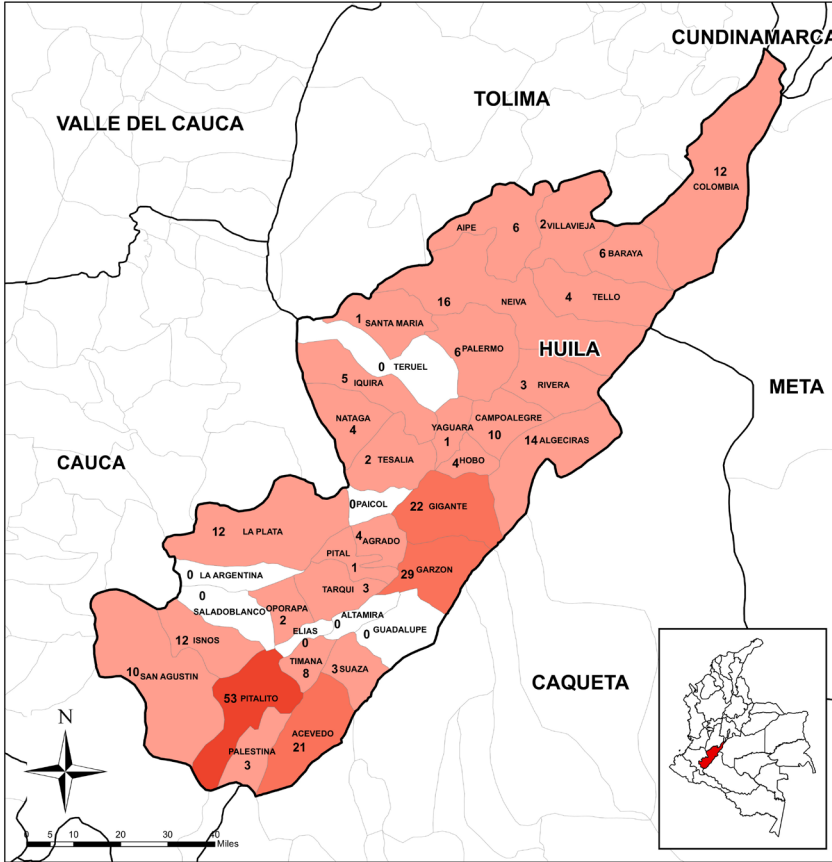 CUNDINAMARCA
TOLIMA
VALLE DEL CAUCA
12
COLOMBIA
AIPE 6 2 VILLAVIEJA
6 BARAYA
16 NEIVA 4 TELLO
1 SANTA MARIA
6 PALERMO HUILA
0 TERUEL
5 IQUIRA
3 RIVERA
META
NATAGA
4
YAGUARA
1
CAMPOALEGRE
10
14 ALGECIRAS
2 TESALIA
4 HOBO
CAUCA
0 PAICOL
22 GIGANTE
12 LA PLATA
4
AGRADO
PITAL
1
29 GARZON
0 LA ARGENTINA
TARQUI 3
0
SALADOBLANCO
OPORAPA
2
ALTAMIRA
0
ELIAS
0
0 GUADALUPE
12 ISNOS
TIMANA
8
3 SUAZA
10 SAN AGUSTIN
CAQUETA
53 PITALITO
ACEVEDO
21
PALESTINA
3
N
0 5 10 20 30 40
Miles